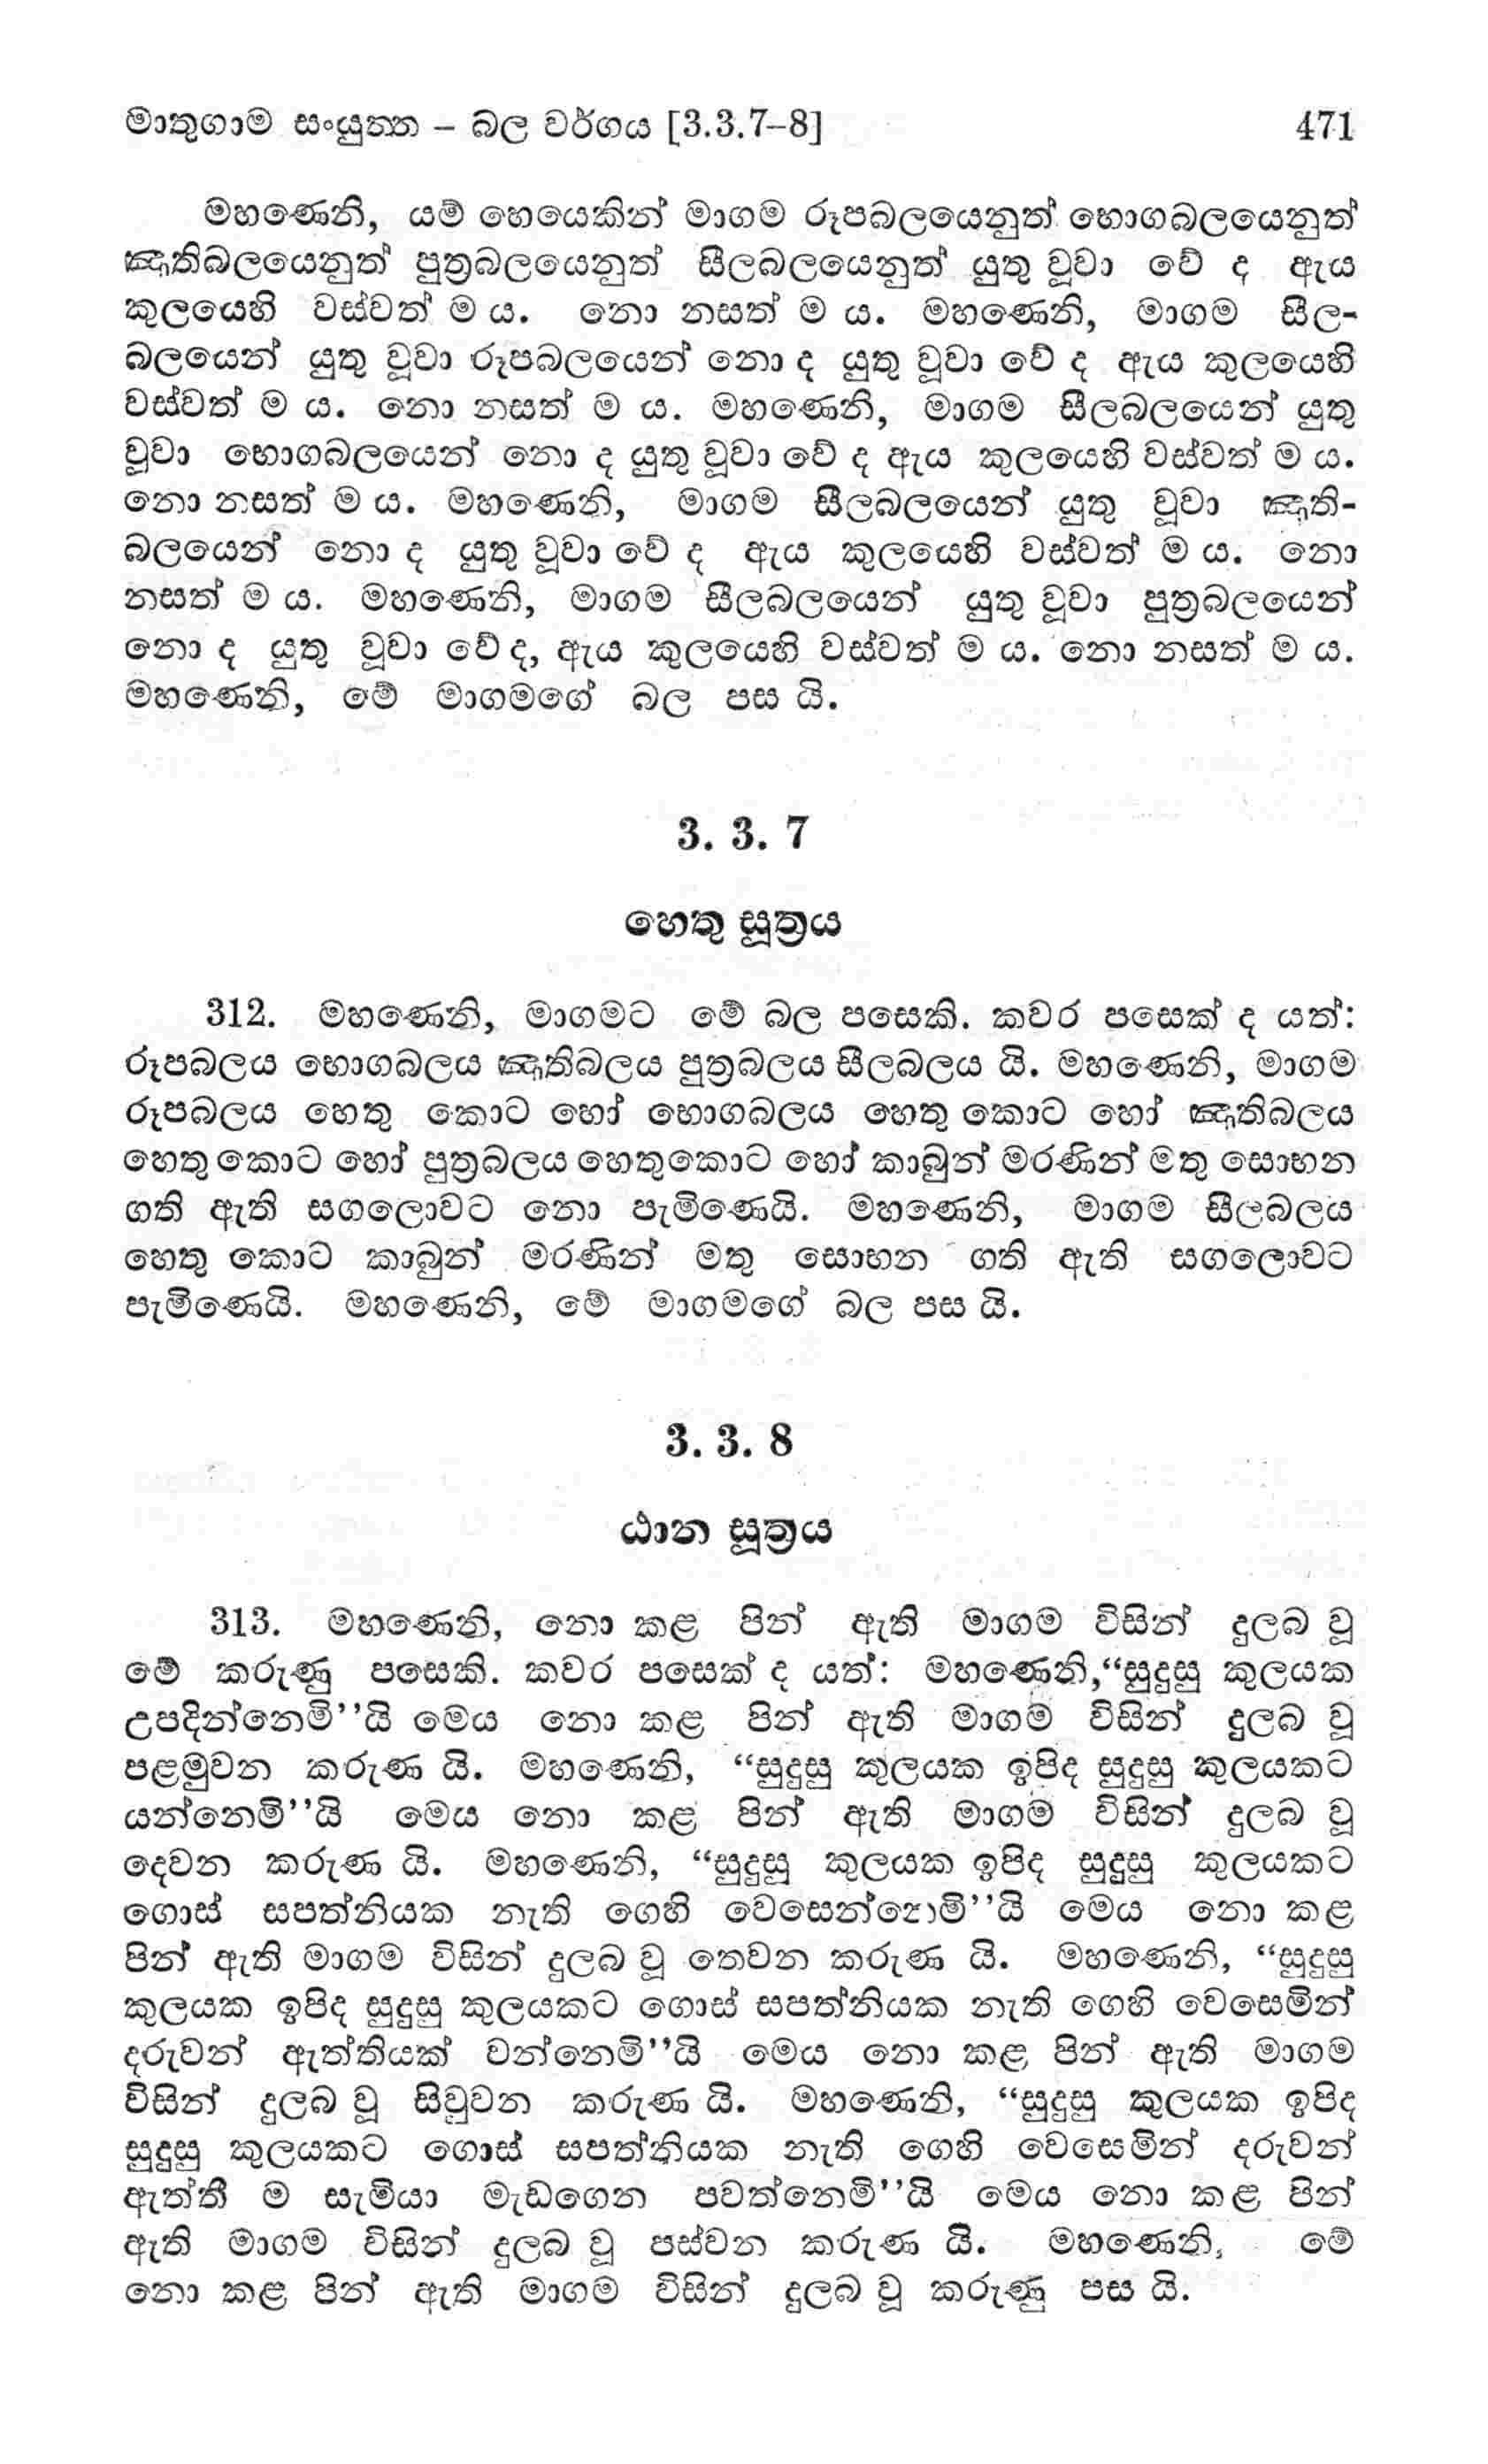 මාතුගාම සංයුත්ත – බල වර්ගය [3.3.7–8] 471
මහණෙනි, යම් හෙයෙකින් මාගම රූපබලයෙනුත් භොගබලයෙනුත්
ඤාතිබලයෙනුත් පුත්‍රබලයෙනුත් සීලබලයෙනුත් යුතු වූවා වේ ද ඇය
කුලයෙහි වස්වත් ම ය. නො නසත් ම ය. මහණෙනි, මාගම සීල-
බලයෙන් යුතු වූවා රූපබලයෙන් නො ද යුතු වූවා වේ ද ඇය කුලයෙහි
වස්වත් ම ය. නො නසත් ම ය. මහණෙනි, මාගම සීලබලයෙන් යුතු
වූවා භොගබලයෙන් නො ද යුතු වූවා වේ ද ඇය කුලයෙහි වස්වත් ම ය.
නො නසත් ම ය. මහණෙනි, මාගම සීලබලයෙන් යුතු වූවා ඤාති-
බලයෙන් නො ද යුතු වූවා වේ ද ඇය කුලයෙහි වස්වත් ම ය. නො
නසත් ම ය. මහණෙනි, මාගම සීලබලයෙන් යුතු වූවා පුත්‍රබලයෙන්
නො ද යුතු වූවා වේ ද, ඇය කුලයෙහි වස්වත් ම ය. නො නසත් ම ය.
මහණෙනි, මේ මාගමගේ බල පස යි.
3. 3. 7
හෙතු සූත්‍රය
312. මහණෙනි, මාගමට මේ බල පසෙකි. කවර පසෙක් ද යත්:
රූපබලය භොගබලය ඤාතිබලය පුත්‍රබලය සීලබලය යි. මහණෙනි, මාගම
රූපබලය හෙතු කොට හෝ භොගබලය හෙතු කොට හෝ ඤාතිබලය
හෙතු කොට හෝ පුත්‍රබලය හෙතුකොට හෝ කාබුන් මරණින් මතු සොභන
ගති ඇති සගලොවට නො පැමිණෙයි. මහණෙනි, මාගම සීලබලය
හෙතු කොට කාබුන් මරණින් මතු සොභන ගති ඇති සගලොවට
පැමිණෙයි. මහණෙනි, මේ මාගමගේ බල පස යි.
3. 3. 8
ඨාන සූත්‍රය
313. මහණෙනි, නො කළ පින් ඇති මාගම විසින් දුලබ වූ
මේ කරුණු පසෙකි. කවර පසෙක් ද යත්: මහණෙනි,“සුදුසු කුලයක
උපදින්නෙමි’’යි මෙය නො කළ පින් ඇති මාගම විසින් දුලබ වූ
පළමුවන කරුණ යි. මහණෙනි, “සුදුසු කුලයක ඉපිද සුදුසු කුලයකට
යන්නෙමි’’යි මෙය නො කළ පින් ඇති මාගම විසින් දුලබ වූ
දෙවන කරුණ යි. මහණෙනි, “සුදුසු කුලයක ඉපිද සුදුසු කුලයකට
ගොස් සපත්නියක නැති ගෙහි වෙසෙන්නෙමි’’යි මෙය නො කළ
පින් ඇති මාගම විසින් දුලබ වූ තෙවන කරුණ යි. මහණෙනි, “සුදුසු
කුලයක ඉපිද සුදුසු කුලයකට ගොස් සපත්නියක නැති ගෙහි වෙසෙමින්
දරුවන් ඇත්තියක් වන්නෙමි’’යි මෙය නො කළ පින් ඇති මාගම
විසින් දුලබ වූ සිවුවන කරුණ යි. මහණෙනි, “සුදුසු කුලයක ඉපිද
සුදුසු කුලයකට ගොස් සපත්නියක නැති ගෙහි වෙසෙමින් දරුවන්
ඇත්තී ම සැමියා මැඩගෙන පවත්නෙමි’’යි මෙය නො කළ පින්
ඇති මාගම විසින් දුලබ වූ පස්වන කරුණ යි. මහණෙනි, මේ
නො කළ පින් ඇති මාගම විසින් දුලබ වූ කරුණු පස යි.